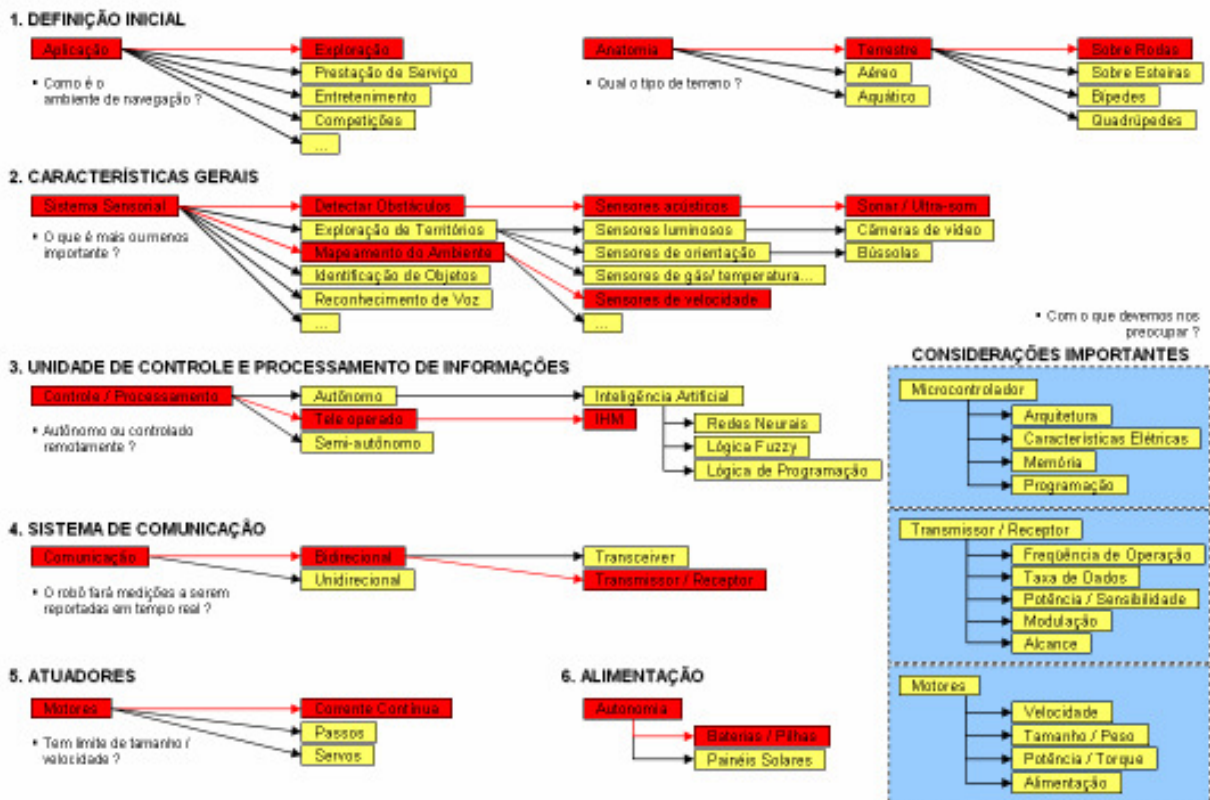 1. DEFINIÇÃO INICIAL
Aplicação
Exploração
Prestação de Serviço
Entretenimento
Competições
...
• Como é o
ambiente de navegação ?
Anatomia
Terrestre
Aéreo
Aquático
Sobre Rodas
Sobre Esteiras
Bípedes
Quadrúpedes
• Qual o tipo de terreno ?
2. CARACTERÍSTICAS GERAIS
Sistema Sensorial
• O que é mais ou menos
importante ?
Detectar Obstáculos
Exploração de Territórios
Mapeamento do Ambiente
Identificação de Objetos
Reconhecimento de Voz
...
Sensores acústicos
Sensores luminosos
Sensores de orientação
Sensores de gás/ temperatura...
Sensores de velocidade
...
Sonar / Ultra-som
Câmeras de vídeo
Bússolas
• Com o que devemos nos
preocupar ?
3. UNIDADE DE CONTROLE E PROCESSAMENTO DE INFORMAÇÕES
Controle / Processamento
• Autônomo ou controlado
remotamente ?
Autônomo
Tele operado
Semi-autônomo
Inteligência Artificial
IHM
Redes Neurais
Lógica Fuzzy
Lógica de Programação
4. SISTEMA DE COMUNICAÇÃO
Comunicação
• O robô fará medições a serem
reportadas em tempo real ?
Bidirecional
Unidirecional
Transceiver
Transmissor / Receptor
5. ATUADORES
Motores
• Tem limite de tamanho /
velocidade ?
Corrente Contínua
Passos
Servos
6. ALIMENTAÇÃO
Autonomia
Baterias / Pilhas
Painéis Solares
CONSIDERAÇÕES IMPORTANTES
Microcontrolador
Arquitetura
Características Elétricas
Memória
Programação
Transmissor / Receptor
Freqüência de Operação
Taxa de Dados
Potência / Sensibilidade
Modulação
Alcance
Motores
Velocidade
Tamanho / Peso
Potência / Torque
Alimentação